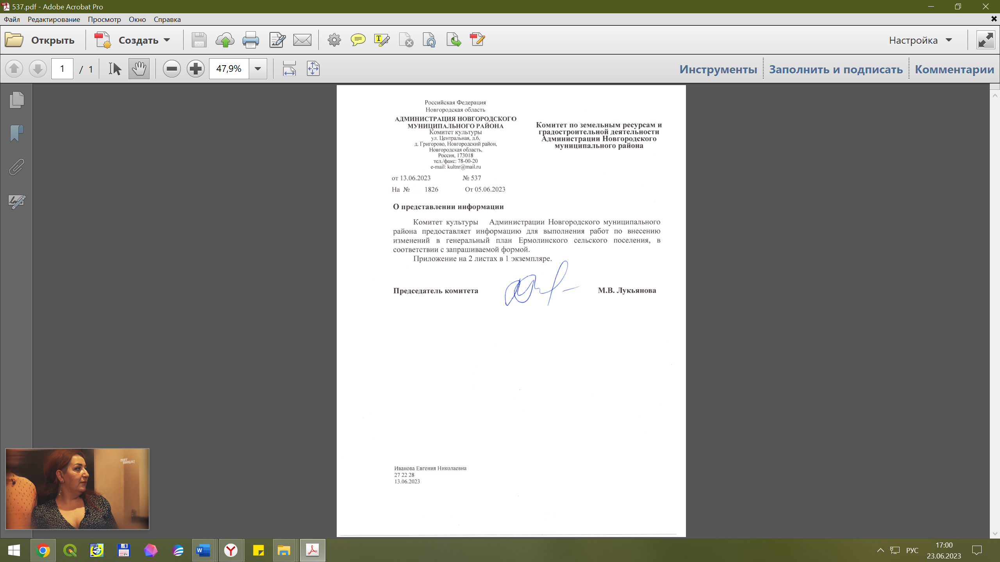 537.pdf - Adobe Acrobat Pro
Файл Редактирование Просмотр Окно Справка
Открыть Создать Настройка
1 / 1 47,9% Инструменты Заполнить и подписать Комментарии
Российская Федерация
Новгородская область
АДМИНИСТРАЦИЯ НОВГОРОДСКОГО
МУНИЦИПАЛЬНОГО РАЙОНА
Комитет культуры
ул. Центральная, д.6,
д. Григорово, Новгородский район,
Новгородская область,
Россия, 173018
тел./факс: 78-00-20
e-mail: kultnr@mail.ru
Комитет по земельным ресурсам и
градостроительной деятельности
Администрации Новгородского
муниципального района
от 13.06.2023 № 537
На № 1826 От 05.06.2023
О представлении информации
Комитет культуры Администрации Новгородского муниципального
района предоставляет информацию для выполнения работ по внесению
изменений в генеральный план Ермолинского сельского поселения, в
соответствии с запрашиваемой формой.
Приложение на 2 листах в 1 экземпляре.
Председатель комитета М.В. Лукьянова
Иванова Евгения Николаевна
27 22 28
13.06.2023
ПЯТ
НИЦА!
64
РУС
17:00
23.06.2023